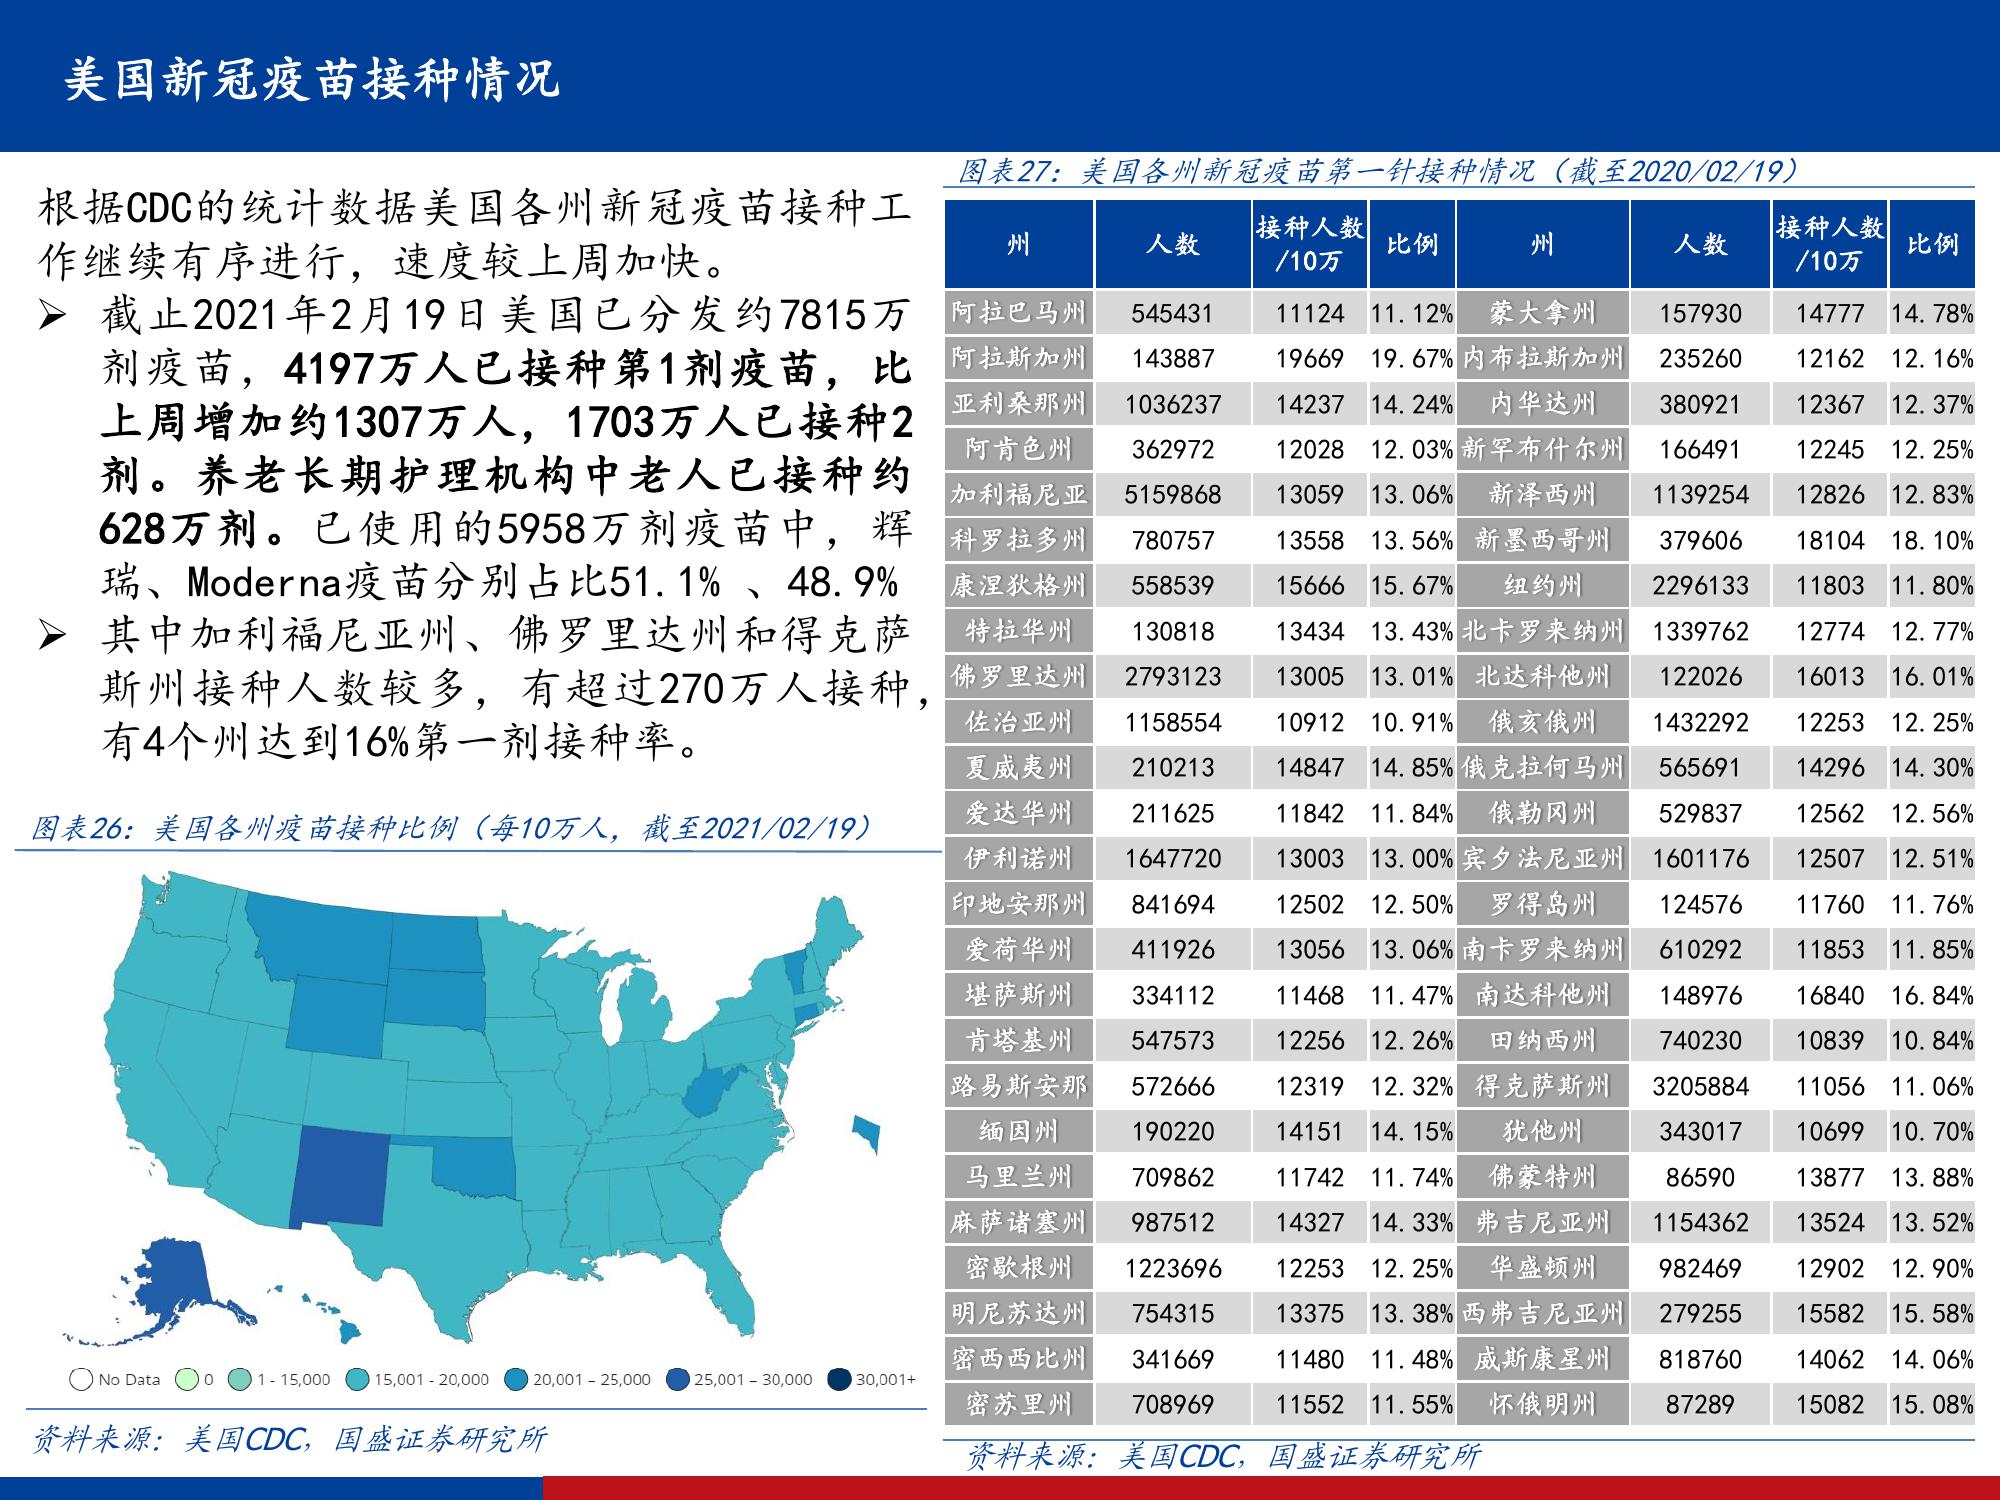 美国新冠疫苗接种情况
根据CDC的统计数据美国各州新冠疫苗接种工
作继续有序进行，速度较上周加快。
➢ 截止2021年2月19日美国已分发约7815万
剂疫苗，4197万人已接种第1剂疫苗，比
上周增加约1307万人，1703万人已接种2
剂。养老长期护理机构中老人已接种约
628万剂。已使用的5958万剂疫苗中，辉
瑞、Moderna疫苗分别占比51.1% 、48.9%
➢ 其中加利福尼亚州、佛罗里达州和得克萨
斯州接种人数较多，有超过270万人接种，
有4个州达到16%第一剂接种率。
图表26：美国各州疫苗接种比例（每10万人，截至2021/02/19）
No Data 0 1 - 15,000 15,001 - 20,000 20,001 – 25,000 25,001 – 30,000 30,001+
资料来源：美国CDC，国盛证券研究所
图表27：美国各州新冠疫苗第一针接种情况（截至2020/02/19）
州 人数 接种人数/10万 比例 州 人数 接种人数/10万 比例
阿拉巴马州 545431 11124 11.12% 蒙大拿州 157930 14777 14.78%
阿拉斯加州 143887 19669 19.67% 内布拉斯加州 235260 12162 12.16%
亚利桑那州 1036237 14237 14.24% 内华达州 380921 12367 12.37%
阿肯色州 362972 12028 12.03% 新罕布什尔州 166491 12245 12.25%
加利福尼亚 5159868 13059 13.06% 新泽西州 1139254 12826 12.83%
科罗拉多州 780757 13558 13.56% 新墨西哥州 379606 18104 18.10%
康涅狄格州 558539 15666 15.67% 纽约州 2296133 11803 11.80%
特拉华州 130818 13434 13.43% 北卡罗来纳州 1339762 12774 12.77%
佛罗里达州 2793123 13005 13.01% 北达科他州 122026 16013 16.01%
佐治亚州 1158554 10912 10.91% 俄亥俄州 1432292 12253 12.25%
夏威夷州 210213 14847 14.85% 俄克拉何马州 565691 14296 14.30%
爱达华州 211625 11842 11.84% 俄勒冈州 529837 12562 12.56%
伊利诺州 1647720 13003 13.00% 宾夕法尼亚州 1601176 12507 12.51%
印地安那州 841694 12502 12.50% 罗得岛州 124576 11760 11.76%
爱荷华州 411926 13056 13.06% 南卡罗来纳州 610292 11853 11.85%
堪萨斯州 334112 11468 11.47% 南达科他州 148976 16840 16.84%
肯塔基州 547573 12256 12.26% 田纳西州 740230 10839 10.84%
路易斯安那 572666 12319 12.32% 得克萨斯州 3205884 11056 11.06%
缅因州 190220 14151 14.15% 犹他州 343017 10699 10.70%
马里兰州 709862 11742 11.74% 佛蒙特州 86590 13877 13.88%
麻萨诸塞州 987512 14327 14.33% 弗吉尼亚州 1154362 13524 13.52%
密歇根州 1223696 12253 12.25% 华盛顿州 982469 12902 12.90%
明尼苏达州 754315 13375 13.38% 西弗吉尼亚州 279255 15582 15.58%
密西西比州 341669 11480 11.48% 威斯康星州 818760 14062 14.06%
密苏里州 708969 11552 11.55% 怀俄明州 87289 15082 15.08%
资料来源：美国CDC，国盛证券研究所